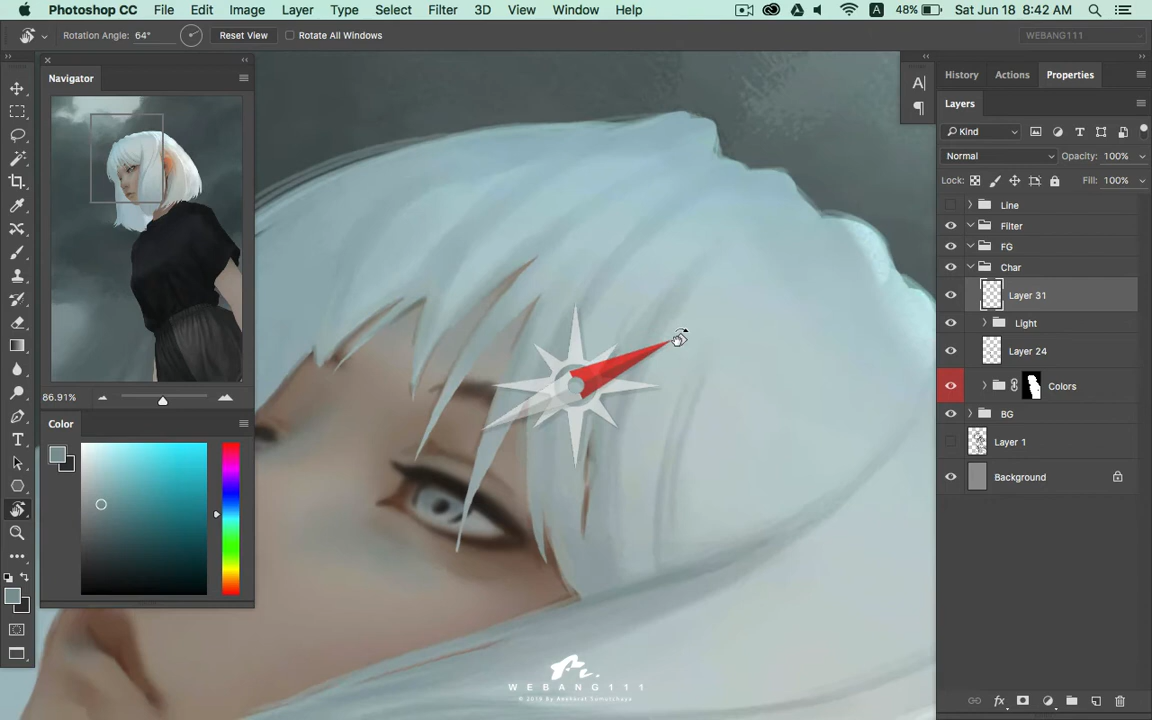 Photoshop CC File Edit Image Layer Type Select Filter 3D View Window Help A 48% Sat Jun 18 8:42 AM
Rotation Angle: 64° Reset View Rotate All Windows WEBANG111
Navigator
86.91%
Color
A
History Actions Properties
Layers
Kind
Normal Opacity: 100%
Lock: Fill: 100%
Line
Filter
FG
Char
Layer 31
Light
Layer 24
Colors
BG
Layer 1
Background
WEBANG111